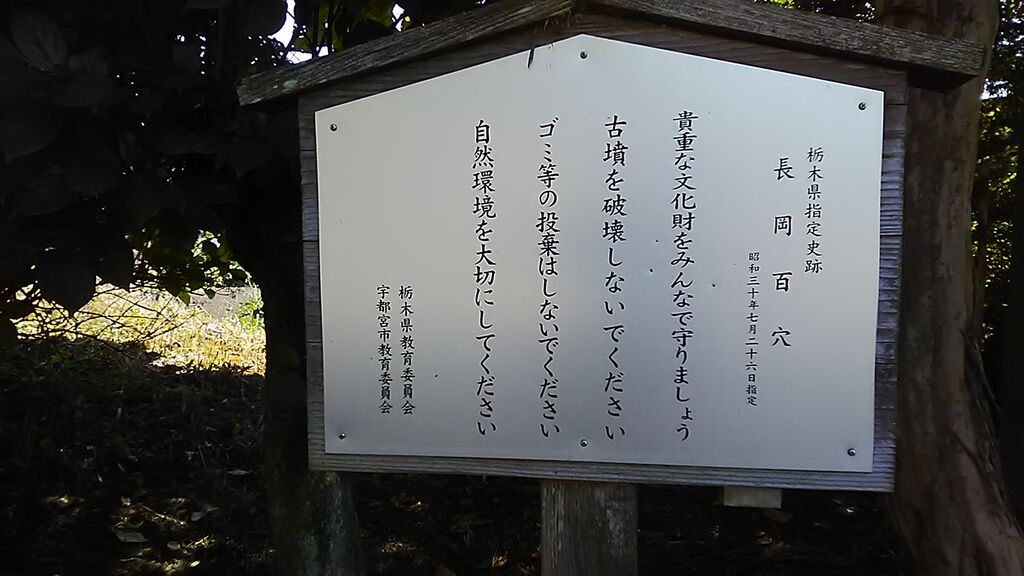 栃木県指定史跡
長岡百穴
昭和三十年七月二十六日指定
貴重な文化財をみんなで守りましょう
古墳を破壊しないでください
ゴミ等の投棄はしないでください
自然環境を大切にしてください
栃木県教育委員会
宇都宮市教育委員会